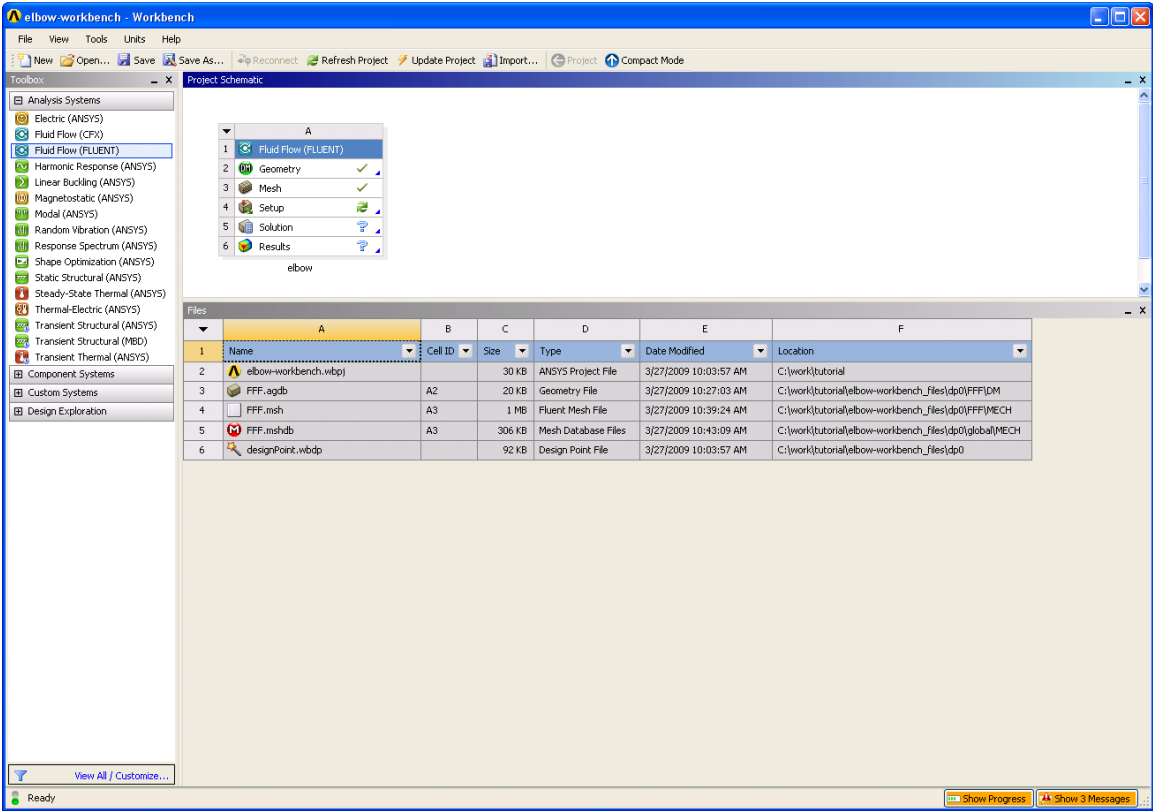 elbow-workbench - Workbench
File View Tools Units Help
New Open... Save Save As... Reconnect Refresh Project Update Project Import... Project Compact Mode
Toolbox
Analysis Systems
Electric (ANSYS)
Fluid Flow (CFX)
Fluid Flow (FLUENT)
Harmonic Response (ANSYS)
Linear Buckling (ANSYS)
Magnetostatic (ANSYS)
Modal (ANSYS)
Random Vibration (ANSYS)
Response Spectrum (ANSYS)
Shape Optimization (ANSYS)
Static Structural (ANSYS)
Steady-State Thermal (ANSYS)
Thermal-Electric (ANSYS)
Transient Structural (ANSYS)
Transient Structural (MBD)
Transient Thermal (ANSYS)
Component Systems
Custom Systems
Design Exploration
View All / Customize...
Project Schematic
A
1 Fluid Flow (FLUENT)
2 Geometry
3 Mesh
4 Setup
5 Solution
6 Results
elbow
Files
A B C D E F
1 Name Cell ID Size Type Date Modified Location
2 elbow-workbench.wbpj 30 KB ANSYS Project File 3/27/2009 10:03:57 AM C:\work\tutorial
3 FFF.agdb A2 20 KB Geometry File 3/27/2009 10:27:03 AM C:\work\tutorial\elbow-workbench_files\dp0\FFF\DM
4 FFF.msh A3 1 MB Fluent Mesh File 3/27/2009 10:39:24 AM C:\work\tutorial\elbow-workbench_files\dp0\FFF\MECH
5 FFF.mshdb A3 306 KB Mesh Database Files 3/27/2009 10:43:09 AM C:\work\tutorial\elbow-workbench_files\dp0\global\MECH
6 designPoint.wbdp 92 KB Design Point File 3/27/2009 10:03:57 AM C:\work\tutorial\elbow-workbench_files\dp0
Ready
Show Progress Show 3 Messages